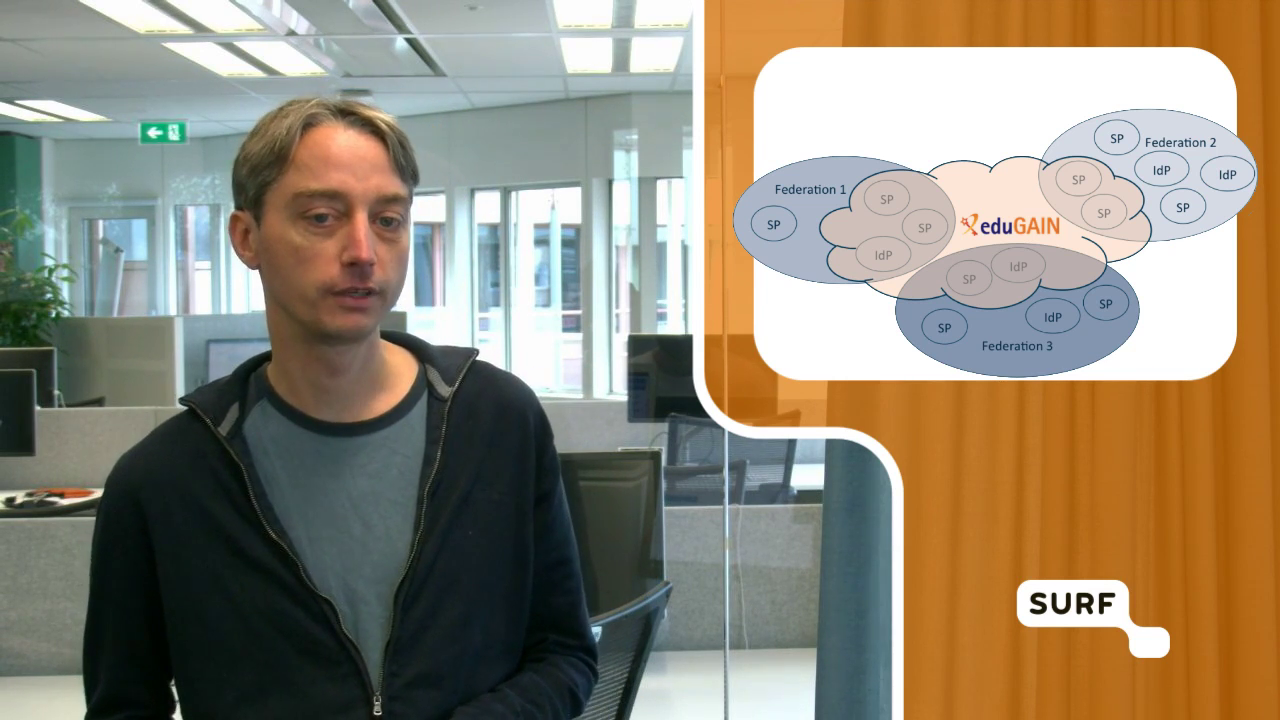 SP
Federation 2
IdP
IdP
SP
SP
SP
Federation 1
SP
SP
SP
IdP
eduGAIN
SP
IdP
SP
IdP
SP
Federation 3
SURF